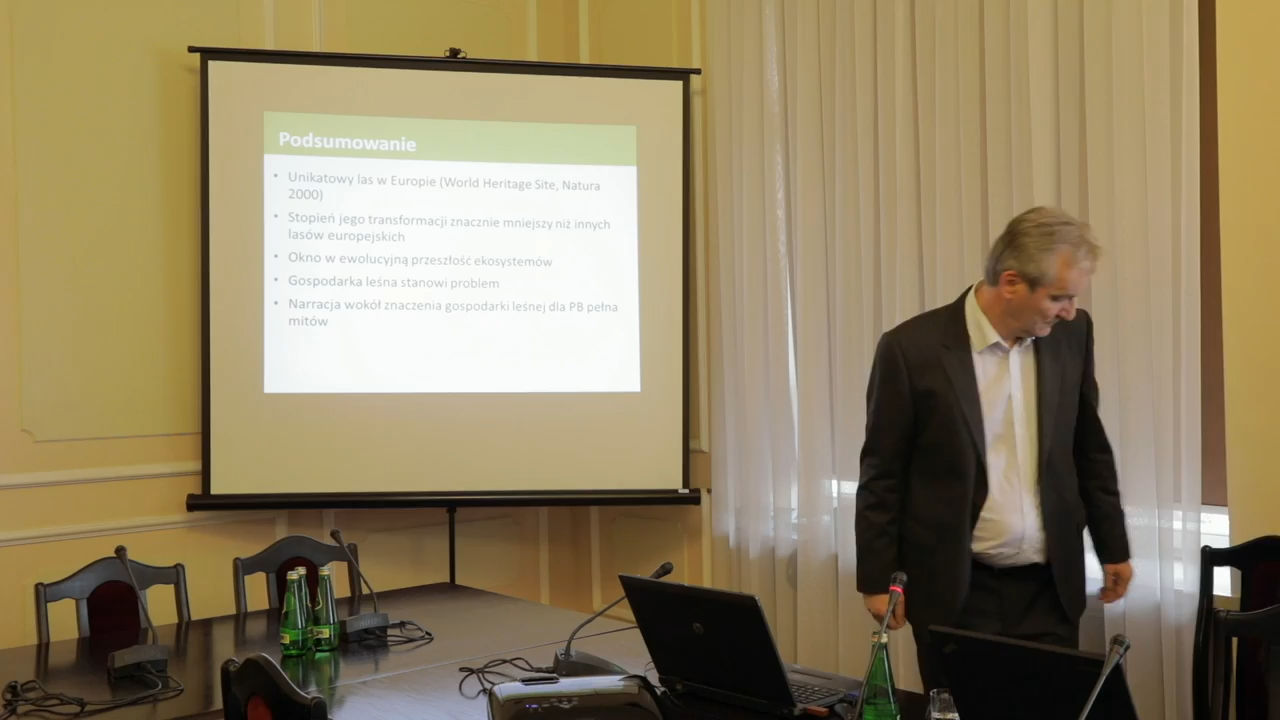 Podsumowanie
• Unikatowy las w Europie (World Heritage Site, Natura
2000)
• Stopień jego transformacji znacznie mniejszy niż innych
lasów europejskich
• Okno w ewolucyjną przeszłość ekosystemów
• Gospodarka leśna stanowi problem
• Narracja wokół znaczenia gospodarki leśnej dla PB pełna
mitów